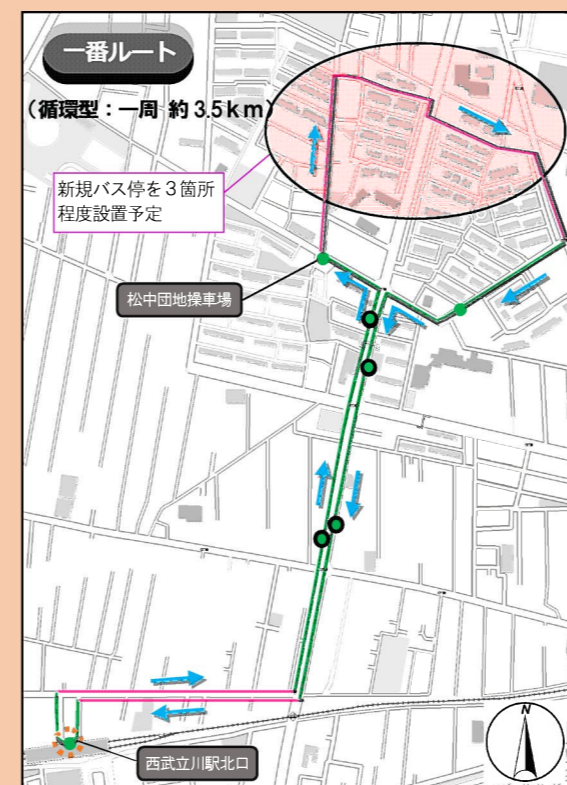 一番ルート
（循環型：一周 約3.5km）
新規バス停を３箇所
程度設置予定
松中団地操車場
西武立川駅北口
N